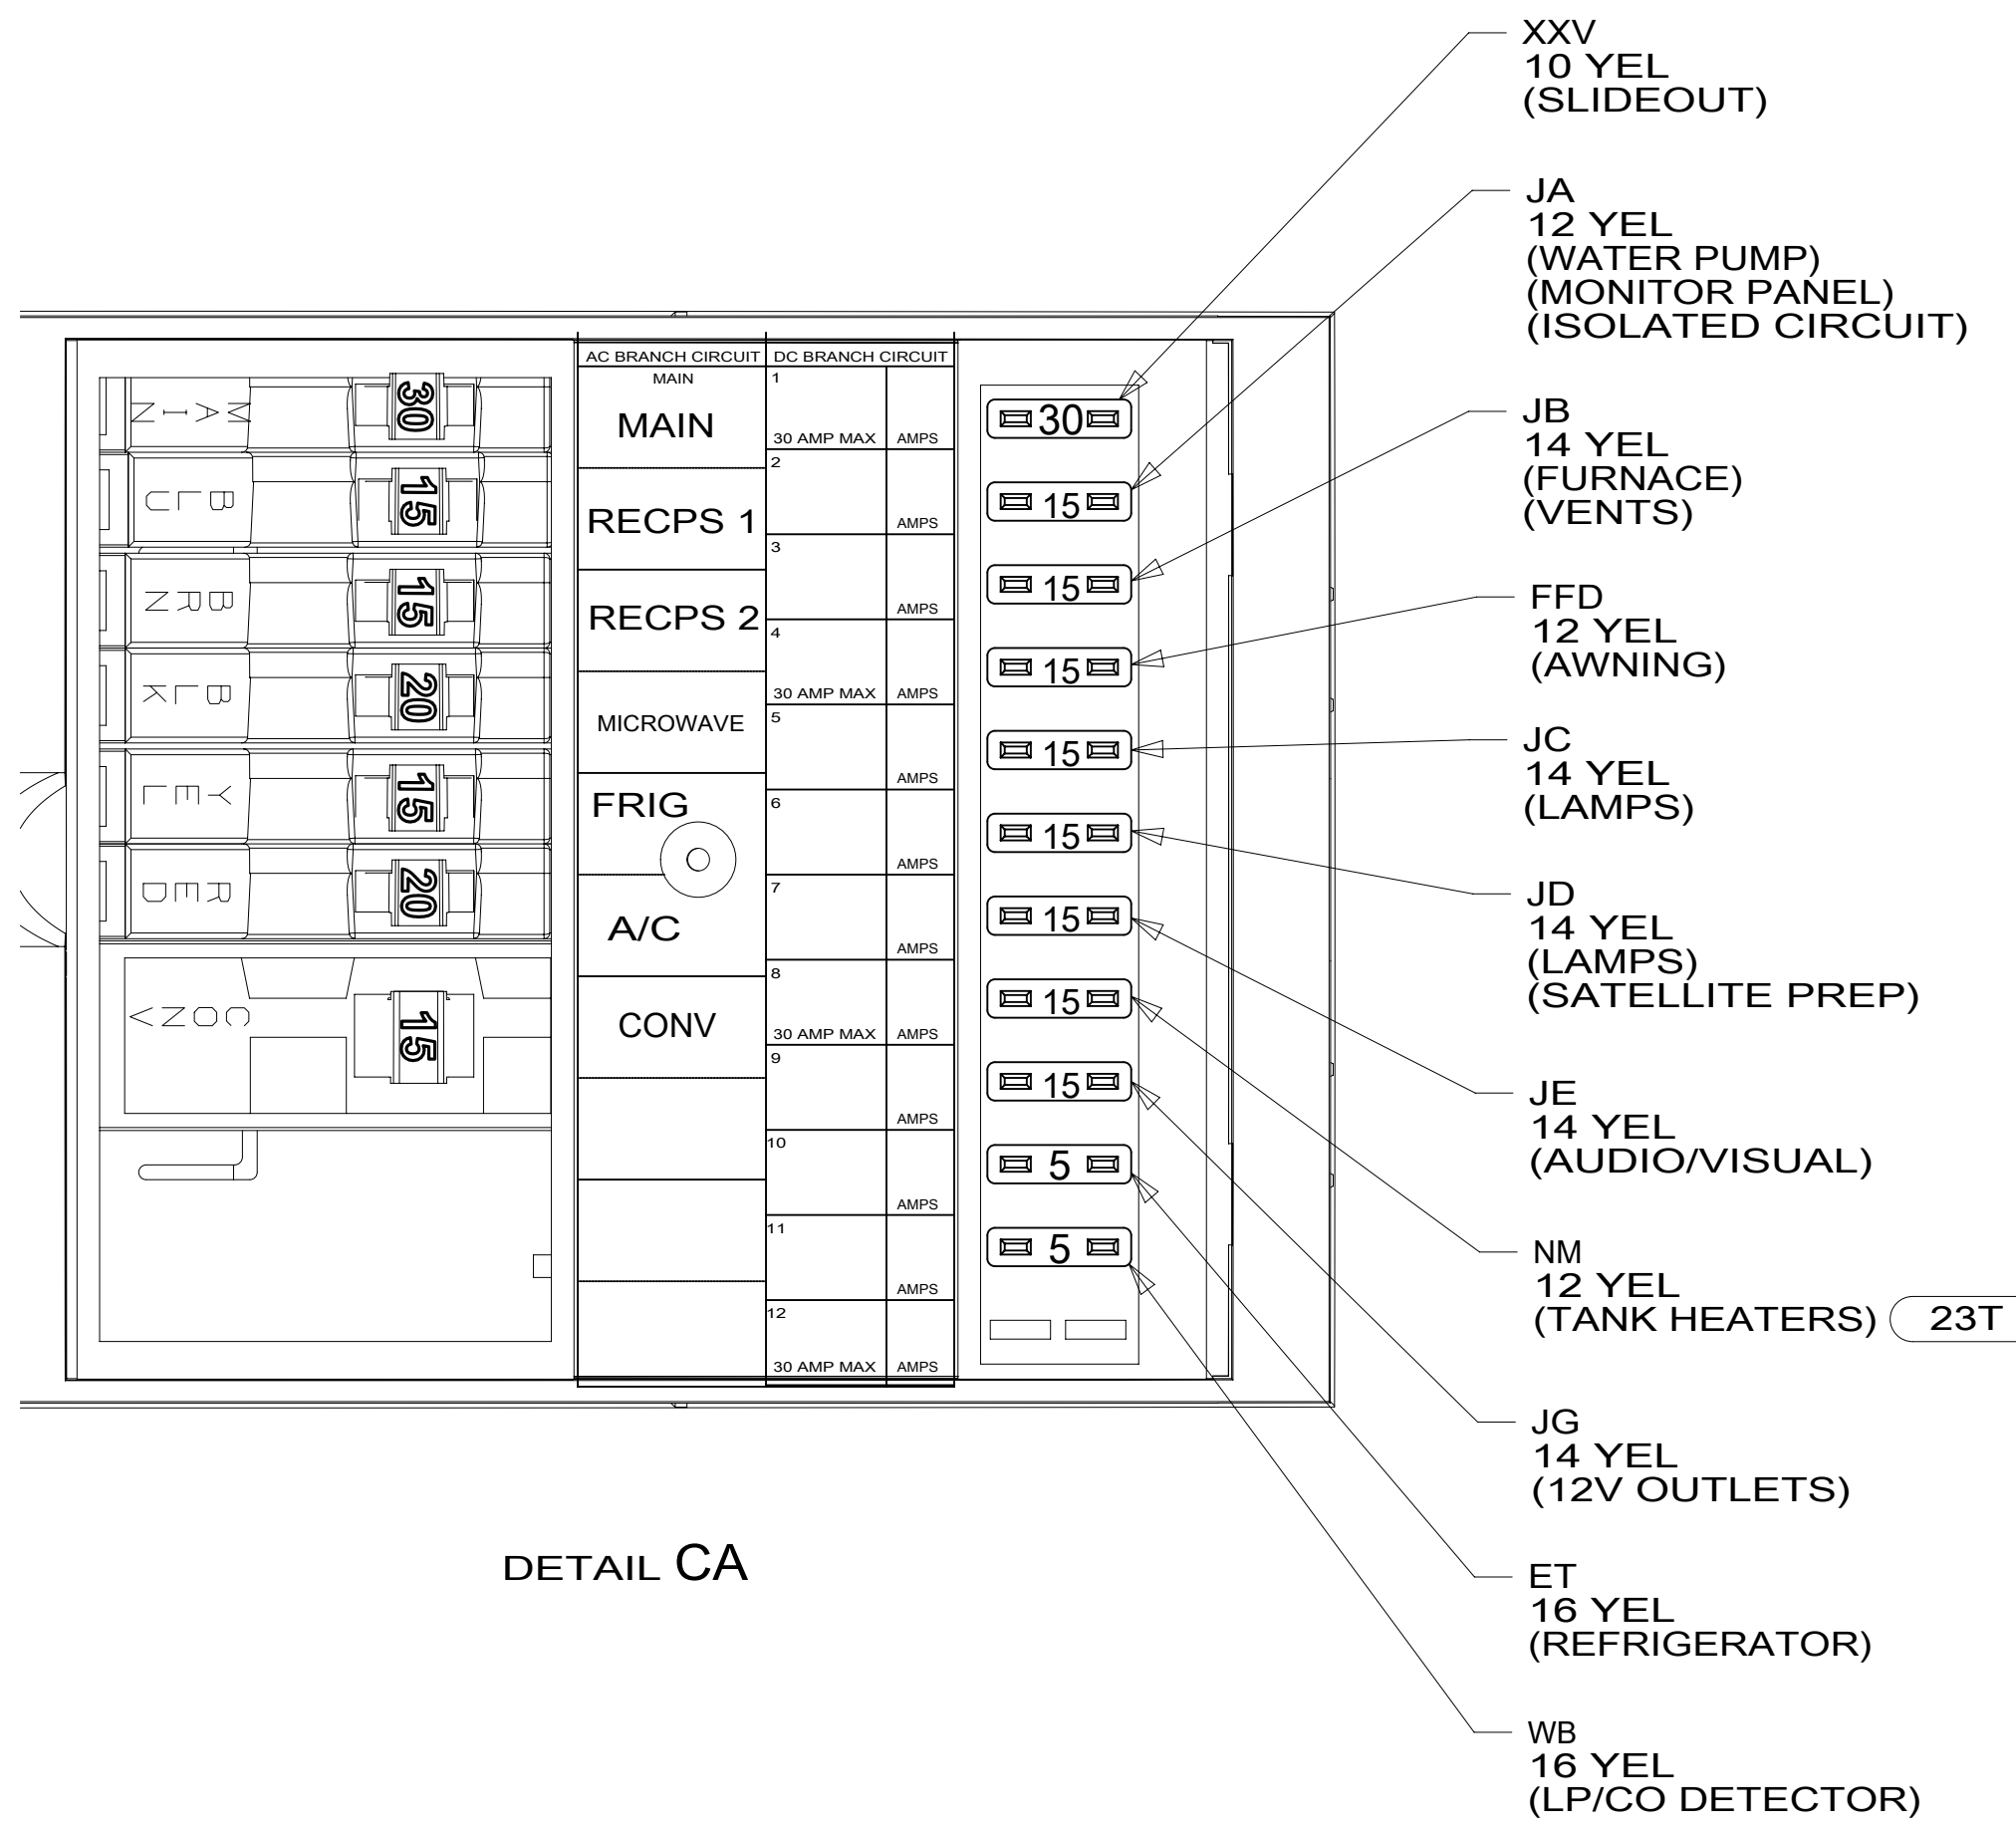 XXV
10 YEL
(SLIDEOUT)
JA
12 YEL
(WATER PUMP)
(MONITOR PANEL)
(ISOLATED CIRCUIT)
JB
14 YEL
(FURNACE)
(VENTS)
FFD
12 YEL
(AWNING)
JC
14 YEL
(LAMPS)
JD
14 YEL
(LAMPS)
(SATELLITE PREP)
JE
14 YEL
(AUDIO/VISUAL)
NM
12 YEL
(TANK HEATERS) 23T
JG
14 YEL
(12V OUTLETS)
ET
16 YEL
(REFRIGERATOR)
WB
16 YEL
(LP/CO DETECTOR)
MAIN 30
BLU 15
BRN 15
BLK 20
YEL 15
RED 20
CONV 15
AC BRANCH CIRCUIT
MAIN
MAIN
RECPS 1
RECPS 2
MICROWAVE
FRIG
A/C
CONV
DC BRANCH CIRCUIT
1
30 AMP MAX AMPS
2
AMPS
3
AMPS
4
30 AMP MAX AMPS
5
AMPS
6
AMPS
7
AMPS
8
30 AMP MAX AMPS
9
AMPS
10
AMPS
11
AMPS
12
30 AMP MAX AMPS
30
15
15
15
15
15
15
15
15
5
5
DETAIL CA